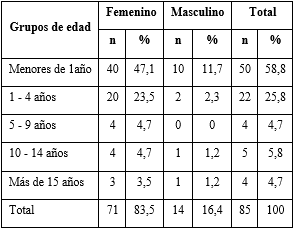 Grupos de edad Femenino Masculino Total
n % n % n %
Menores de 1año 40 47,1 10 11,7 50 58,8
1 - 4 años 20 23,5 2 2,3 22 25,8
5 - 9 años 4 4,7 0 0 4 4,7
10 - 14 años 4 4,7 1 1,2 5 5,8
Más de 15 años 3 3,5 1 1,2 4 4,7
Total 71 83,5 14 16,4 85 100